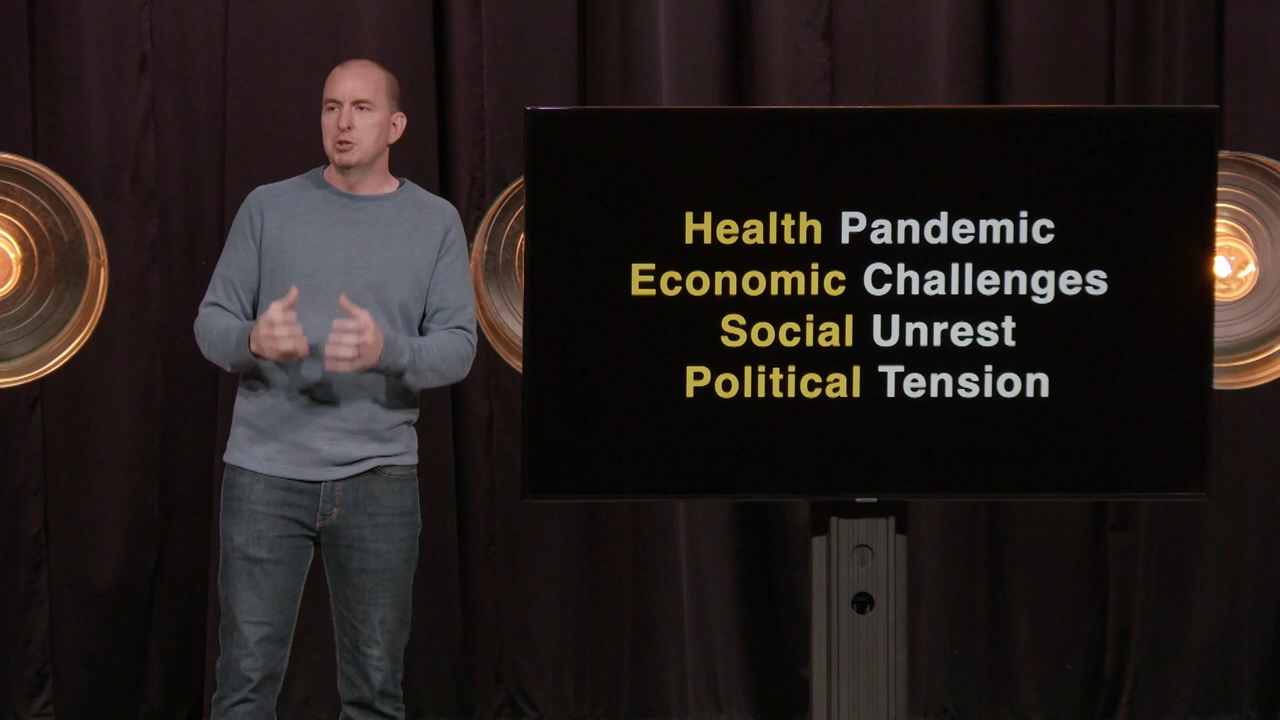 Health Pandemic
Economic Challenges
Social Unrest
Political Tension